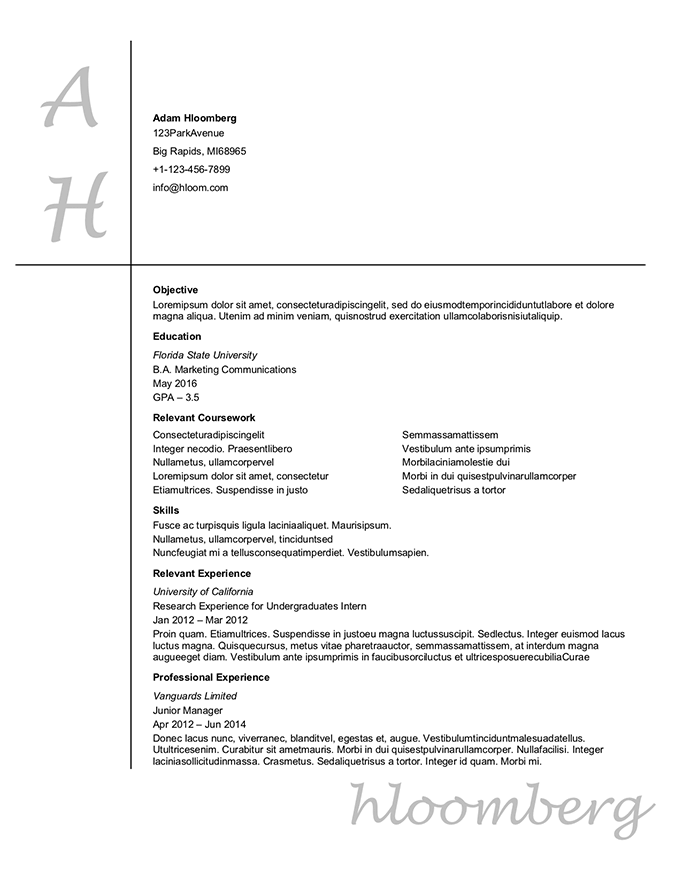 A
H
Adam Hloomberg
123ParkAvenue
Big Rapids, MI68965
+1-123-456-7899
info@hloom.com
Objective
Loremipsum dolor sit amet, consecteturadipiscingelit, sed do eiusmodtemporincididuntutlabore et dolore
magna aliqua. Utenim ad minim veniam, quisnostrud exercitation ullamcolaborisnisiutaliquip.
Education
Florida State University
B.A. Marketing Communications
May 2016
GPA – 3.5
Relevant Coursework
Consecteturadipiscingelit
Integer necodio. Praesentlibero
Nullametus, ullamcorpervel
Loremipsum dolor sit amet, consectetur
Etiamultrices. Suspendisse in justo
Semmassamattissem
Vestibulum ante ipsumprimis
Morbilaciniamolestie dui
Morbi in dui quisestpulvinarullamcorper
Sedaliquetrisus a tortor
Skills
Fusce ac turpisquis ligula laciniaaliquet. Maurisipsum.
Nullametus, ullamcorpervel, tinciduntsed
Nuncfeugiat mi a tellusconsequatimperdiet. Vestibulumsapien.
Relevant Experience
University of California
Research Experience for Undergraduates Intern
Jan 2012 – Mar 2012
Proin quam. Etiamultrices. Suspendisse in justoeu magna luctussuscipit. Sedlectus. Integer euismod lacus
luctus magna. Quisquecursus, metus vitae pharetraauctor, semmassamattissem, at interdum magna
augueeget diam. Vestibulum ante ipsumprimis in faucibusorciluctus et ultricesposuerecubiliaCurae
Professional Experience
Vanguards Limited
Junior Manager
Apr 2012 – Jun 2014
Donec lacus nunc, viverranec, blanditvel, egestas et, augue. Vestibulumtinciduntmalesuadatellus.
Utultricesenim. Curabitur sit ametmauris. Morbi in dui quisestpulvinarullamcorper. Nullafacilisi. Integer
laciniasollicitudinmassa. Crasmetus. Sedaliquetrisus a tortor. Integer id quam. Morbi mi.
hloomberg